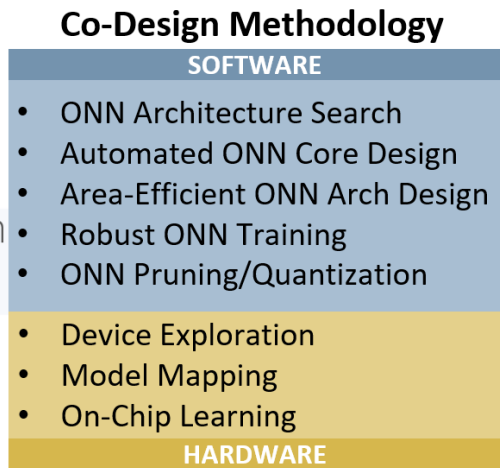 Co-Design Methodology
SOFTWARE
• ONN Architecture Search
• Automated ONN Core Design
• Area-Efficient ONN Arch Design
• Robust ONN Training
• ONN Pruning/Quantization
• Device Exploration
• Model Mapping
• On-Chip Learning
HARDWARE